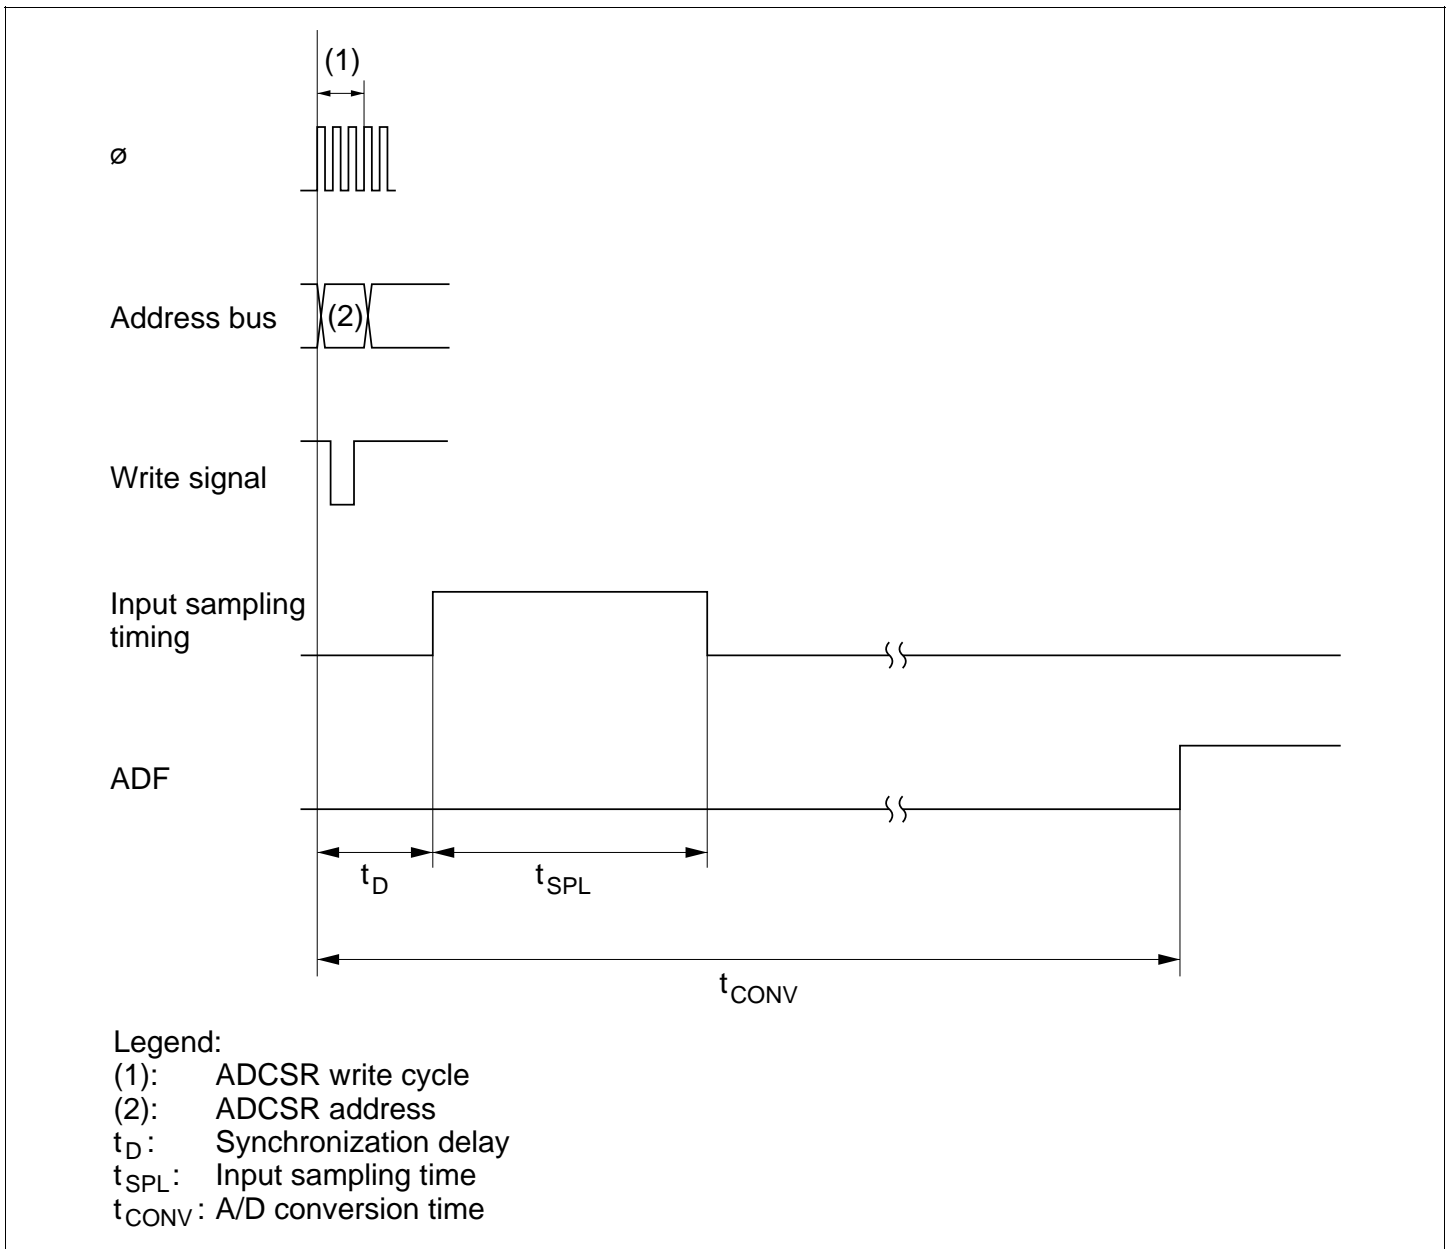 (1)
ø
Address bus
(2)
Write signal
Input sampling
timing
ADF
tD
tSPL
tCONV
Legend:
(1): ADCSR write cycle
(2): ADCSR address
tD: Synchronization delay
tSPL: Input sampling time
tCONV: A/D conversion time